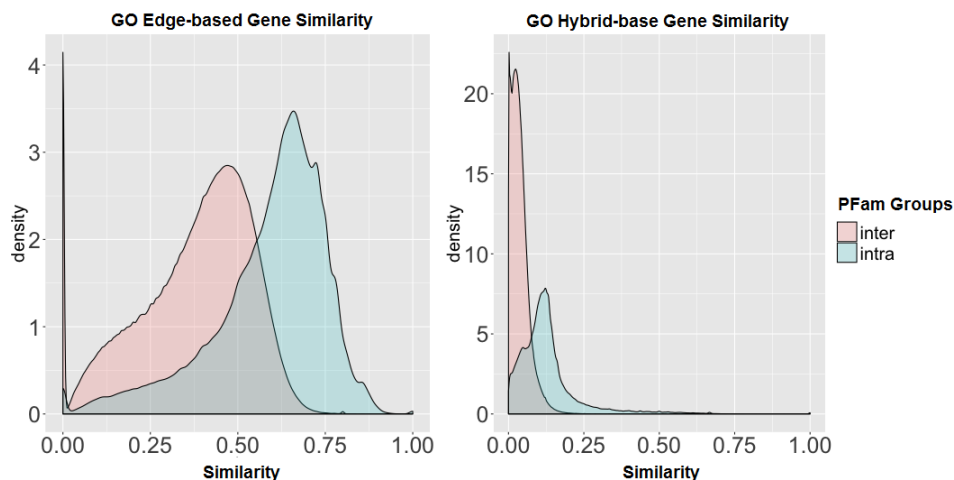 GO Edge-based Gene Similarity
4
3
2
1
0
density
0.00 0.25 0.50 0.75 1.00
Similarity
GO Hybrid-base Gene Similarity
20
15
10
5
0
density
0.00 0.25 0.50 0.75 1.00
Similarity
PFam Groups
inter
intra